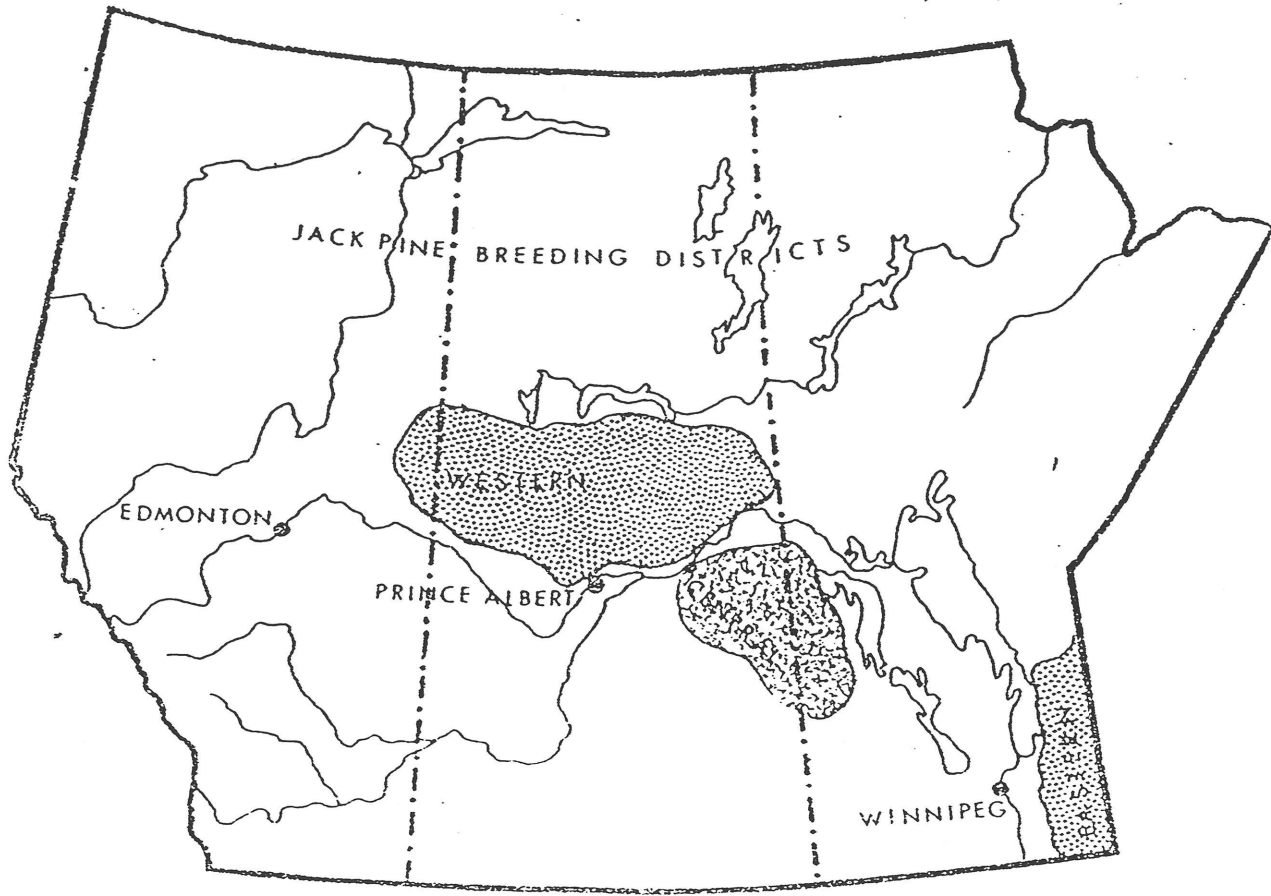 JACK PINE BREEDING DISTRICTS
WESTERN
EDMONTON
PRINCE ALBERT
CENTRAL
EASTERN
WINNIPEG